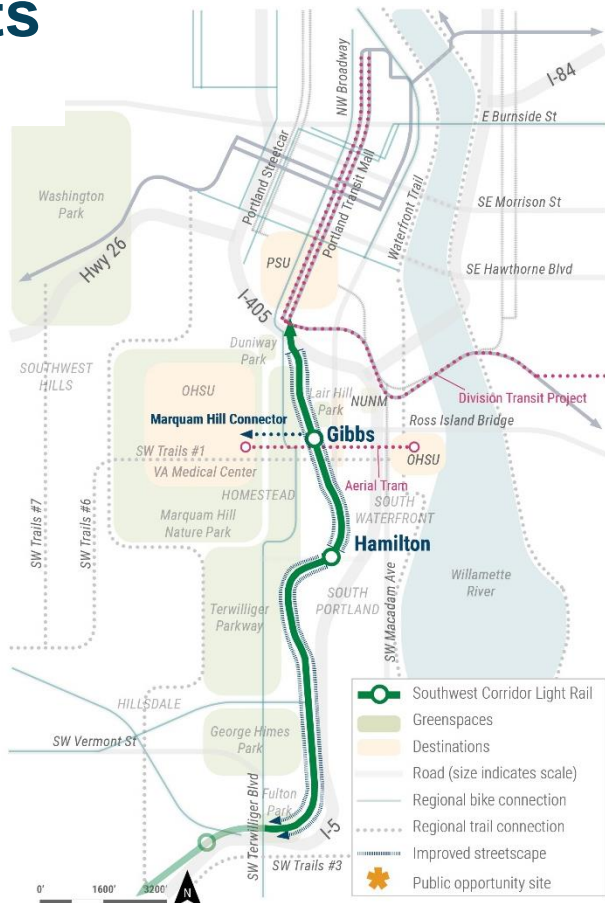 ts
NW Broadway
I-84
E Burnside St
Portland Streetcar
Portland Transit Mall
Waterfront Trail
Washington
Park
SE Morrison St
Hwy 26
PSU
SE Hawthorne Blvd
I-405
Duniway
Park
SOUTHWEST
HILLS
OHSU
Lair Hill
Park
NUNM
Division Transit Project
Marquam Hill Connector
Gibbs
Ross Island Bridge
SW Trails #1
VA Medical Center
OHSU
Aerial Tram
HOMESTEAD
SOUTH
WATERFRONT
Marquam Hill
Nature Park
SW Trails #7
SW Trails #6
Hamilton
Willamette
River
SOUTH
PORTLAND
SW Macadam Ave
Terwilliger
Parkway
HILLSDALE
SW Vermont St
George Himes
Park
SW Terwilliger Blvd
Fulton
Park
I-5
SW Trails #3
0'
1600'
3200'
N
Southwest Corridor Light Rail
Greenspaces
Destinations
Road (size indicates scale)
Regional bike connection
Regional trail connection
Improved streetscape
Public opportunity site